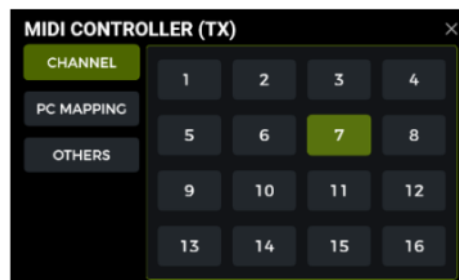 MIDI CONTROLLER (TX) ×
CHANNEL
PC MAPPING
OTHERS
1 2 3 4
5 6 7 8
9 10 11 12
13 14 15 16